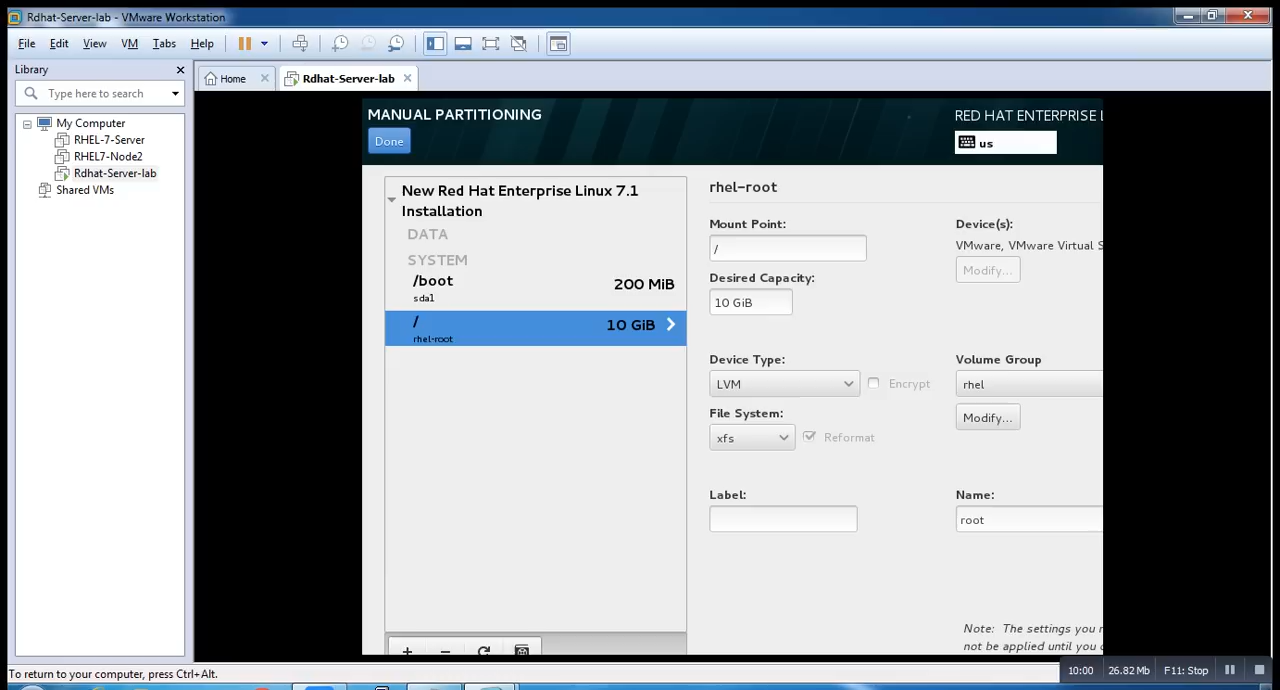 Rdhat-Server-lab - VMware Workstation
File Edit View VM Tabs Help
Library
Type here to search
My Computer
RHEL-7-Server
RHEL7-Node2
Rdhat-Server-lab
Shared VMs
Home
Rdhat-Server-lab
MANUAL PARTITIONING
Done
RED HAT ENTERPRISE L
us
New Red Hat Enterprise Linux 7.1
Installation
DATA
SYSTEM
/boot
200 MiB
sda1
/
10 GiB
rhel-root
rhel-root
Mount Point:
/
Desired Capacity:
10 GiB
Device(s):
VMware, VMware Virtual S
Modify...
Device Type:
LVM
Encrypt
Volume Group
rhel
Modify...
File System:
xfs
Reformat
Label:
Name:
root
Note: The settings you
not be applied until you
To return to your computer, press Ctrl+Alt.
10:00 26.82 Mb F11: Stop